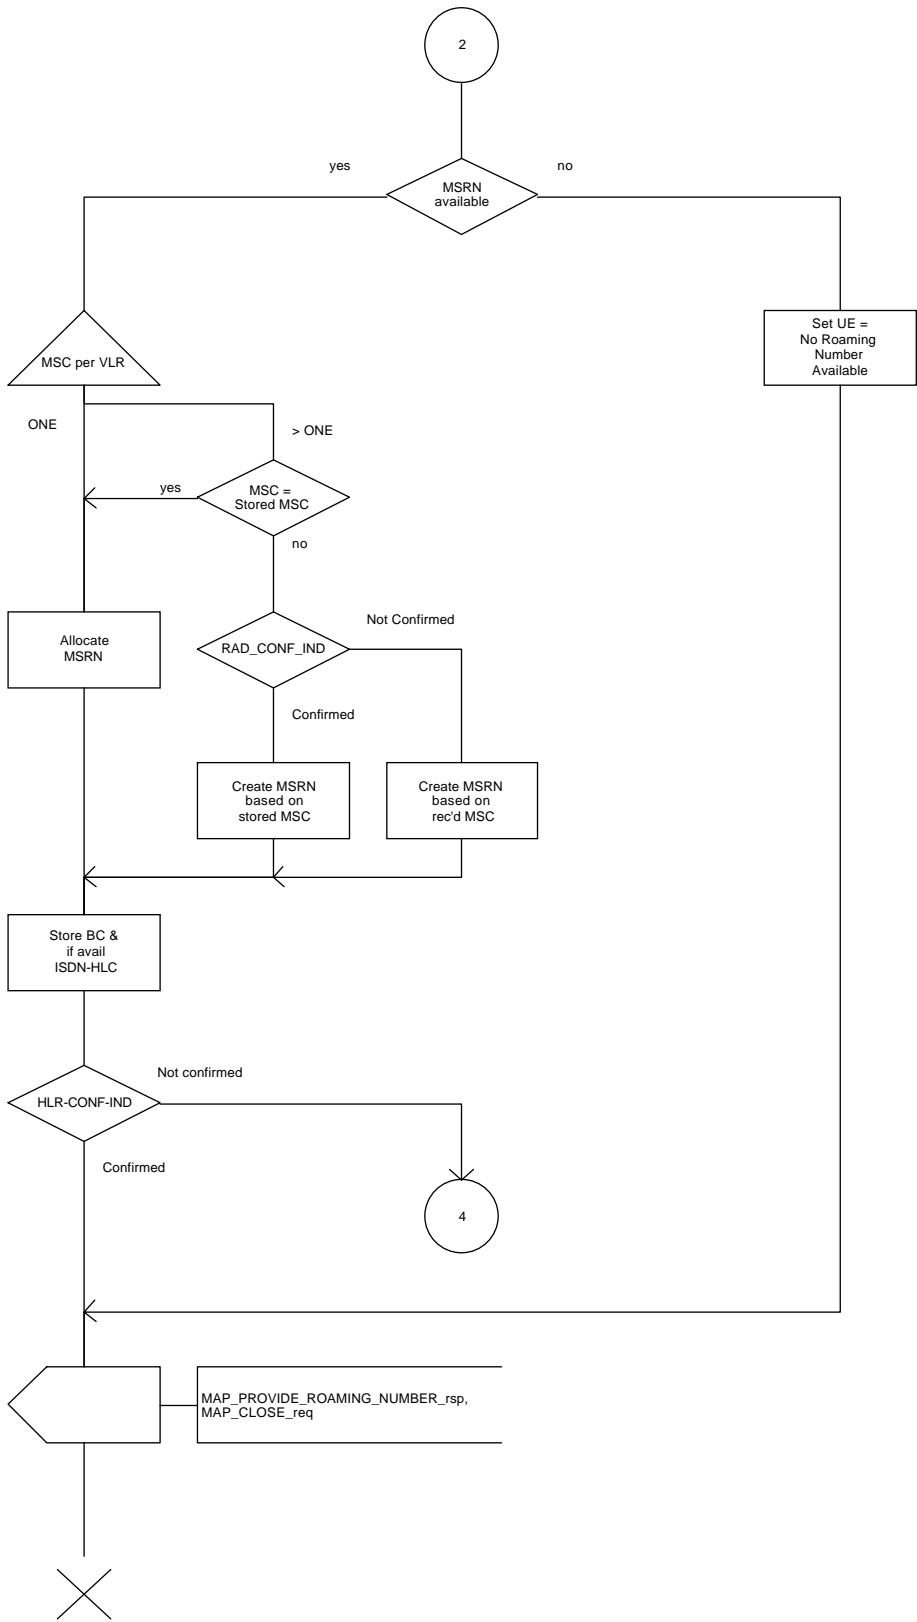 2
yes
no
MSRN
available
Set UE =
No Roaming
Number
Available
MSC per VLR
ONE
> ONE
yes
MSC =
Stored MSC
no
Not Confirmed
Allocate
MSRN
RAD_CONF_IND
Confirmed
Create MSRN
based on
stored MSC
Create MSRN
based on
rec'd MSC
Store BC &
if avail
ISDN-HLC
Not confirmed
HLR-CONF-IND
Confirmed
4
MAP_PROVIDE_ROAMING_NUMBER_rsp,
MAP_CLOSE_req